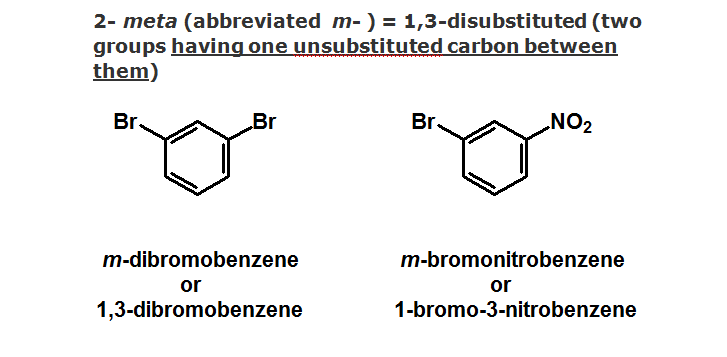 2- meta (abbreviated m- ) = 1,3-disubstituted (two
groups having one unsubstituted carbon between
them)
Br Br
Br NO₂
m-dibromobenzene
or
1,3-dibromobenzene
m-bromonitrobenzene
or
1-bromo-3-nitrobenzene